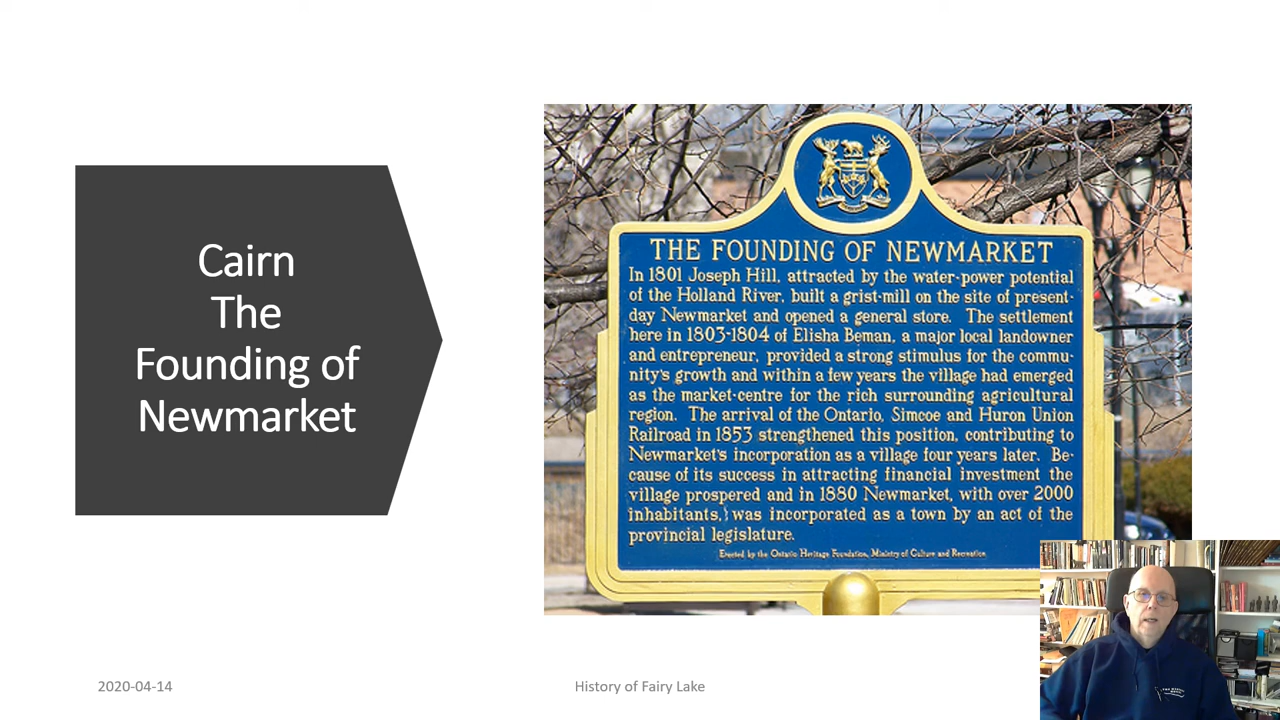 Cairn
The
Founding of
Newmarket
THE FOUNDING OF NEWMARKET
In 1801 Joseph Hill, attracted by the water-power potential
of the Holland River, built a grist-mill on the site of present-
day Newmarket and opened a general store. The settlement
here in 1803-1804 of Elisha Beman, a major local landowner
and entrepreneur, provided a strong stimulus for the commu-
nity's growth and within a few years the village had emerged
as the market-centre for the rich surrounding agricultural
region. The arrival of the Ontario, Simcoe and Huron Union
Railroad in 1853 strengthened this position, contributing to
Newmarket's incorporation as a village four years later. Be-
cause of its success in attracting financial investment the
village prospered and in 1880 Newmarket, with over 2000
inhabitants, was incorporated as a town by an act of the
provincial legislature.
Erected by the Ontario Heritage Foundation, Ministry of Culture and Recreation.
2020-04-14
History of Fairy Lake